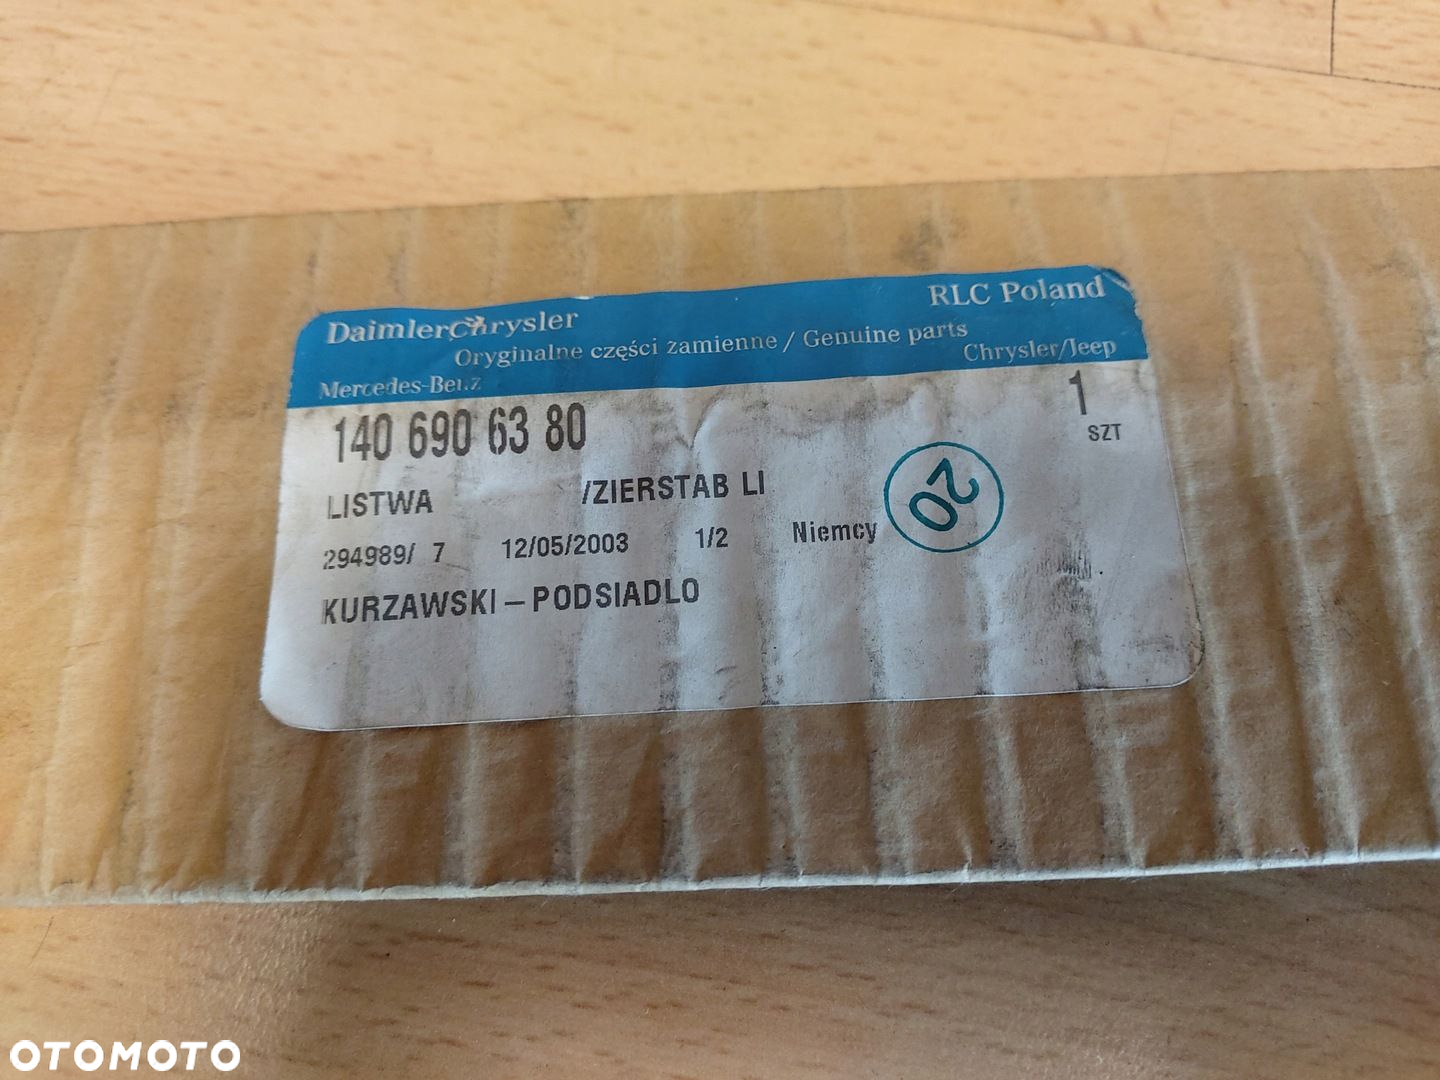 DaimlerChrysler RLC Poland
Oryginalne części zamienne / Genuine parts
Mercedes-Benz Chrysler/Jeep
140 690 63 80 1
SZT
LISTWA /ZIERSTAB LI
20
294989/ 7 12/05/2003 1/2 Niemcy
KURZAWSKI – PODSIADLO
OTOMOTO